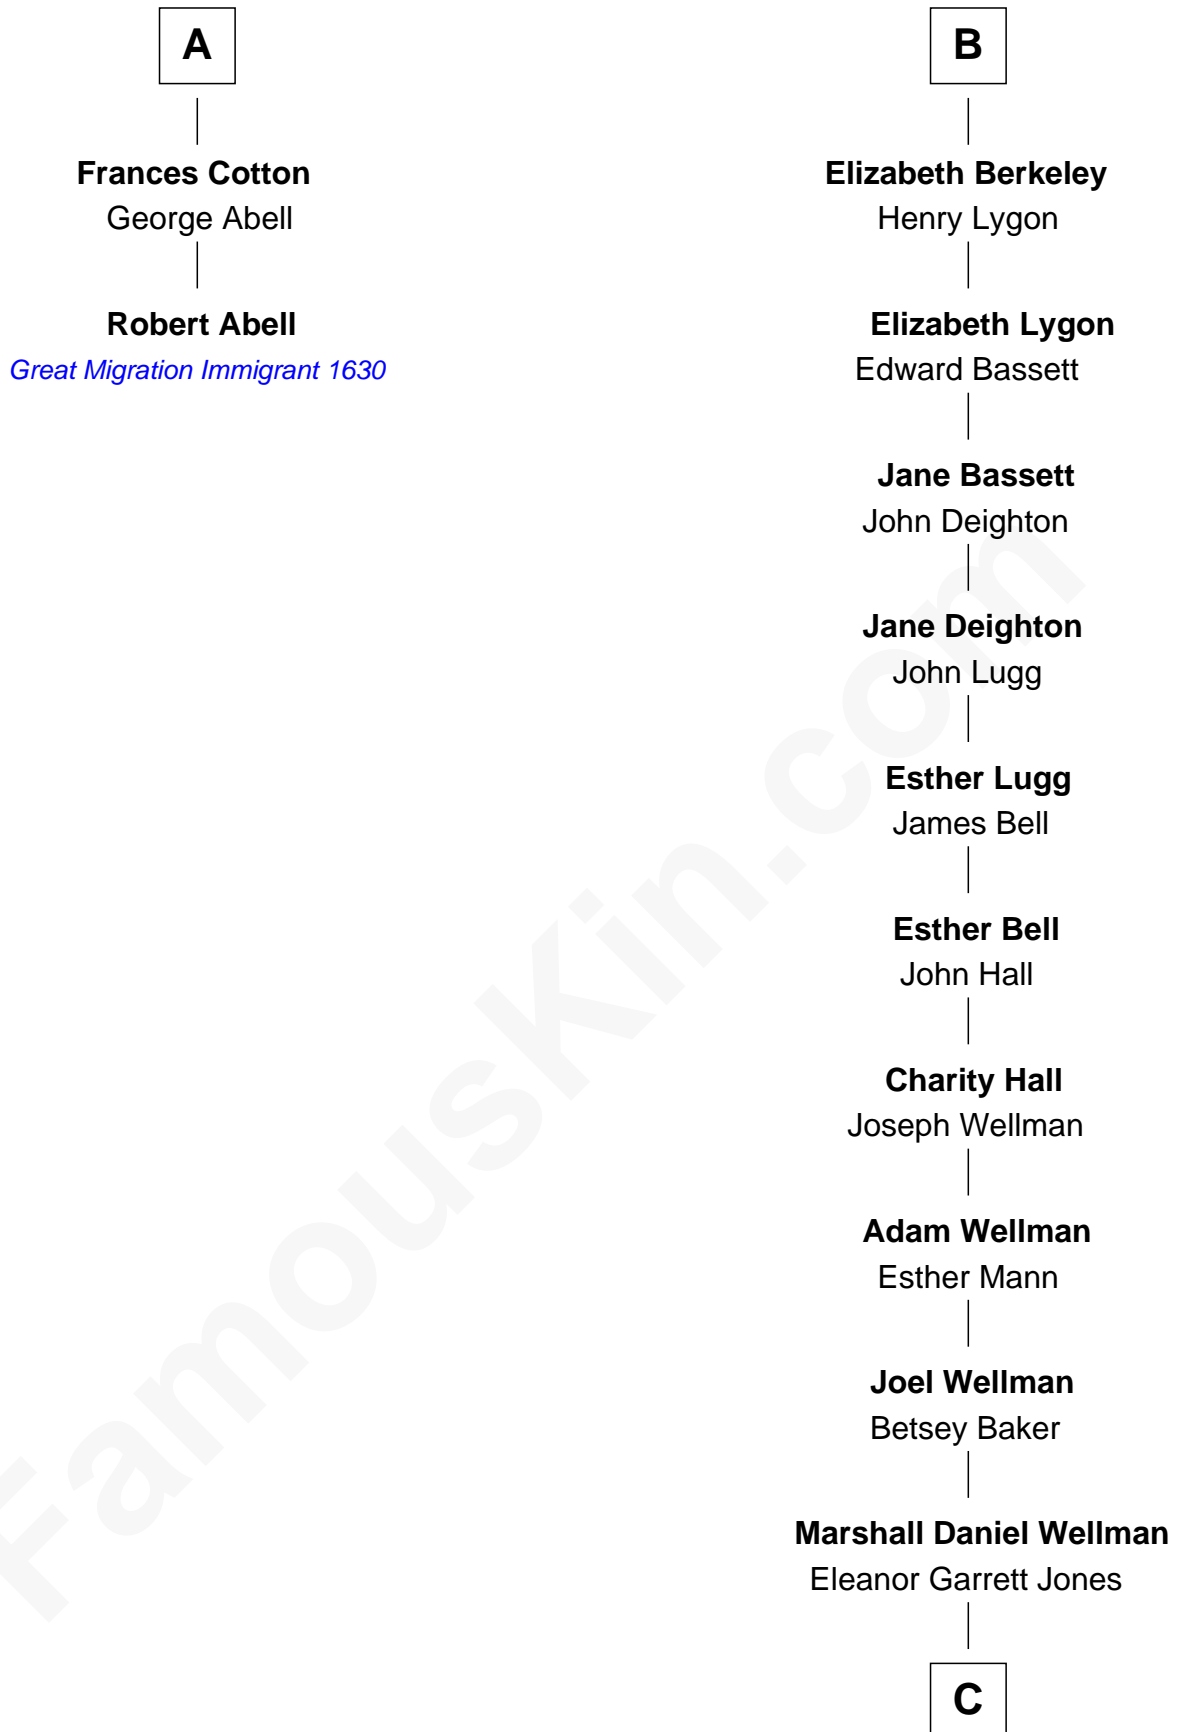 A
Frances Cotton
George Abell
Robert Abell
Great Migration Immigrant 1630
B
Elizabeth Berkeley
Henry Lygon
Elizabeth Lygon
Edward Bassett
Jane Bassett
John Deighton
Jane Deighton
John Lugg
Esther Lugg
James Bell
Esther Bell
John Hall
Charity Hall
Joseph Wellman
Adam Wellman
Esther Mann
Joel Wellman
Betsey Baker
Marshall Daniel Wellman
Eleanor Garrett Jones
C
FamousKin.com